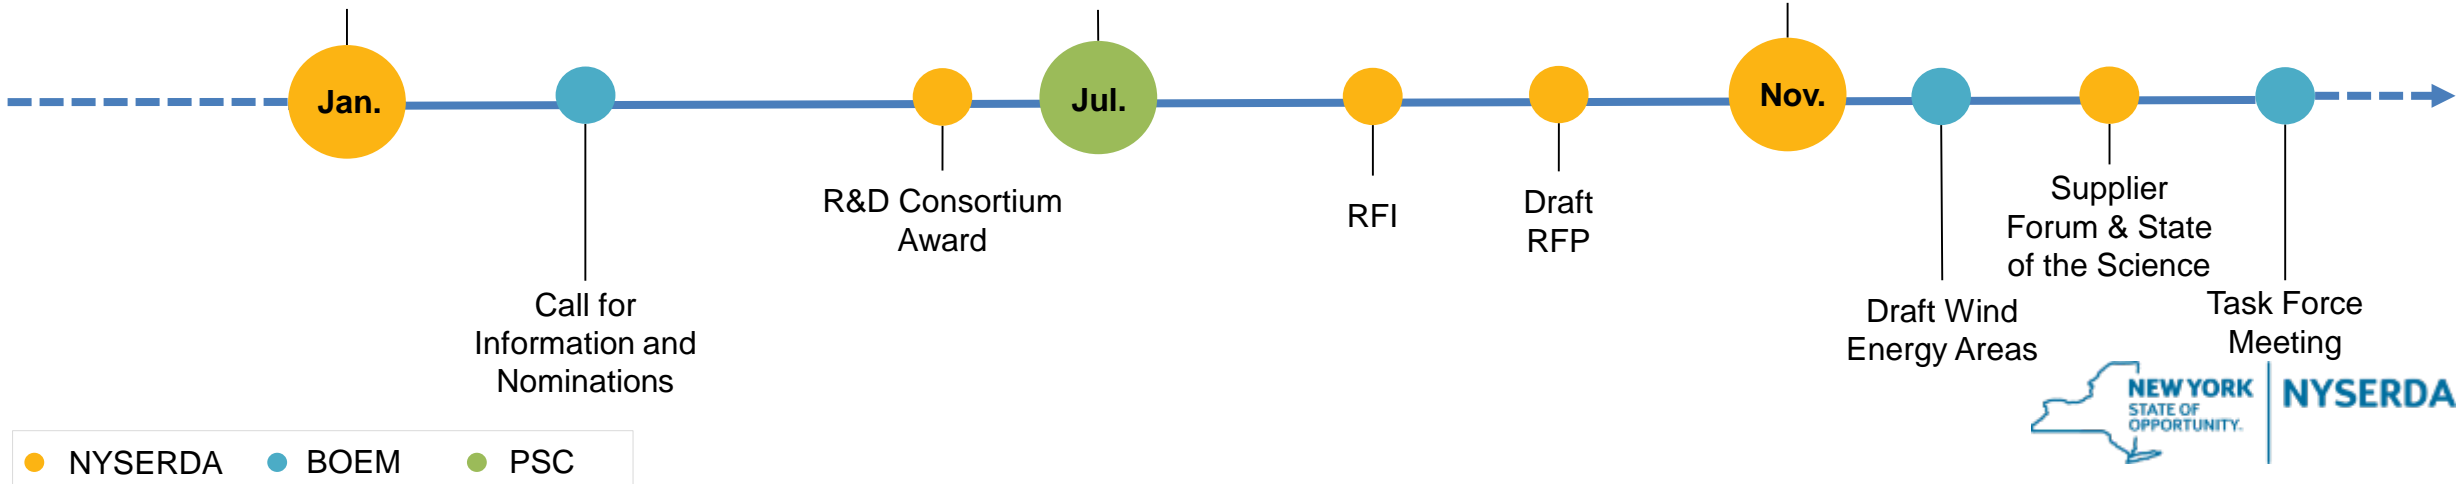 Jan.
Jul.
Nov.
R&D Consortium
Award
RFI
Draft
RFP
Supplier
Forum & State
of the Science
Call for
Information and
Nominations
Draft Wind
Energy Areas
Task Force
Meeting
NEW YORK
STATE OF
OPPORTUNITY.
NYSERDA
NYSERDA
BOEM
PSC